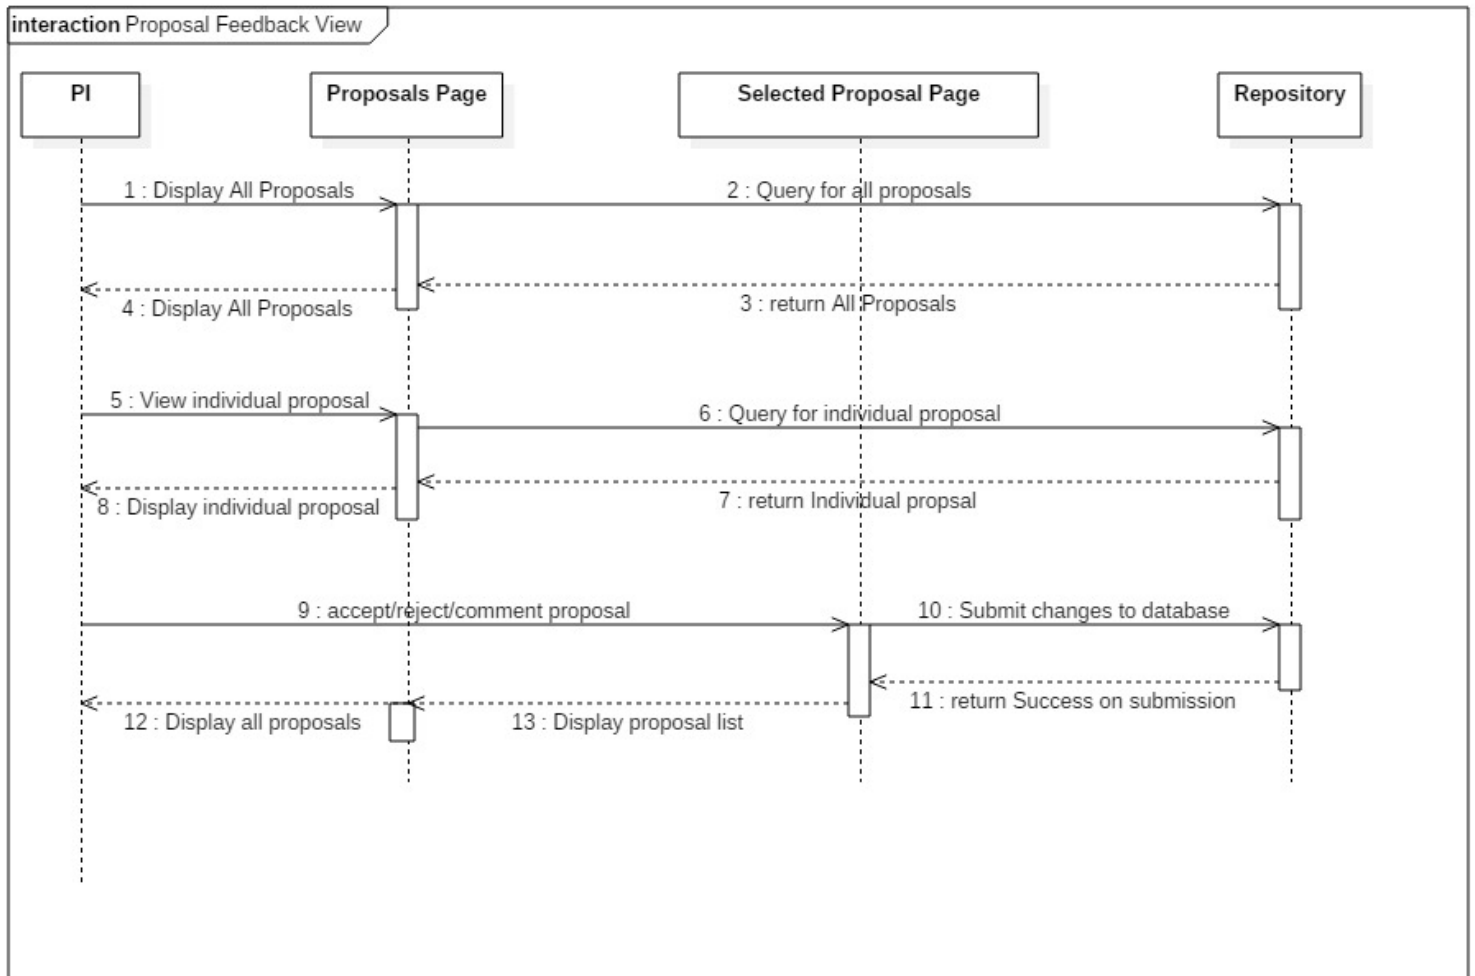 interaction Proposal Feedback View
PI
Proposals Page
Selected Proposal Page
Repository
1 : Display All Proposals
2 : Query for all proposals
3 : return All Proposals
4 : Display All Proposals
5 : View individual proposal
6 : Query for individual proposal
7 : return Individual propsal
8 : Display individual proposal
9 : accept/reject/comment proposal
10 : Submit changes to database
11 : return Success on submission
12 : Display all proposals
13 : Display proposal list